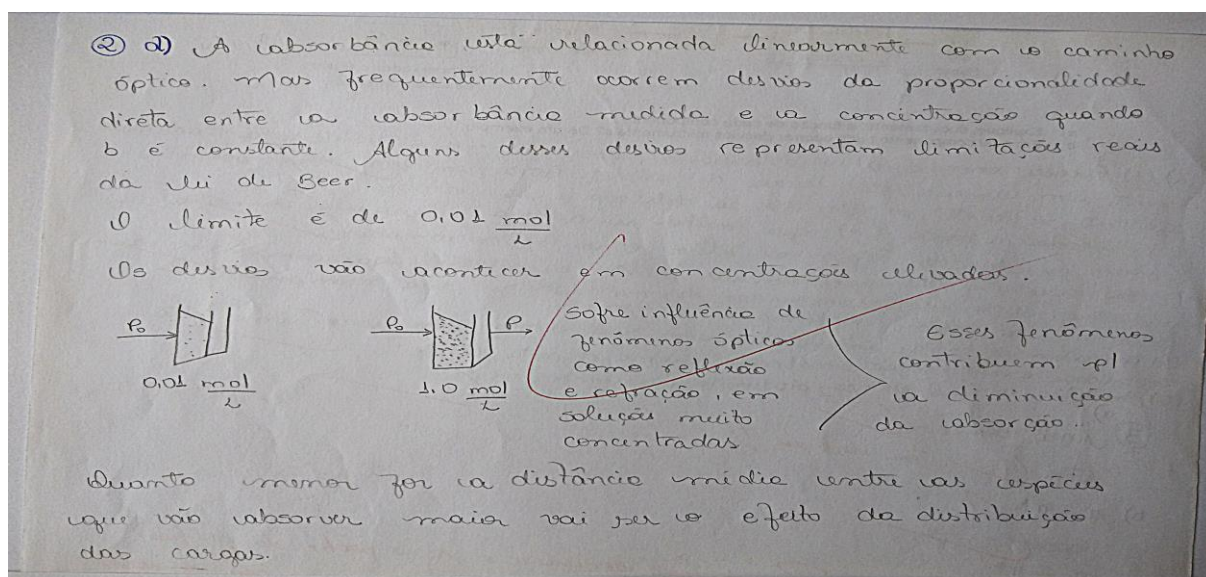 ② d) A absorbância está relacionada linearmente com o caminho
óptico. Mas frequentemente ocorrem desvios da proporcionalidade
diréta entre a absorbância medida e a concentração quando
b é constante. Alguns desses desvios representam limitações reais
da lei de Beer.
O limite é de 0,01 mol/L
Os desvios vão acontecer em concentrações elevadas.
P₀
0,01 mol/L
P₀ P
1.0 mol/L
Sofre influência de
fenómenos ópticos
como reflexão
e refração, em
soluções muito
concentradas
Esses fenômenos
contribuem p/
a diminuição
da absorção.
Quanto menor for a distância média entre as espécies
que vão absorver maior vai ser o efeito da distribuição
das cargas.